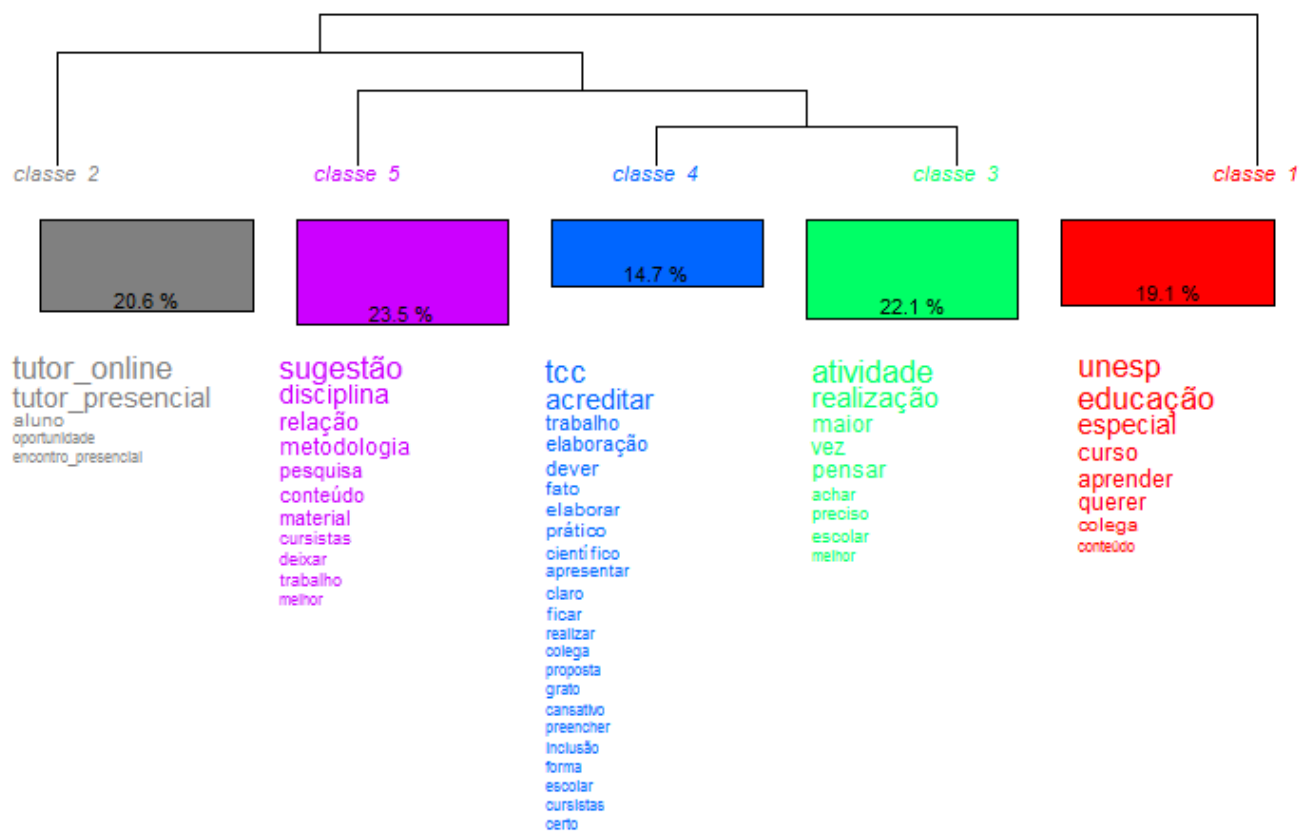 classe 2
classe 5
classe 4
classe 3
classe 1
20.6 %
23.5 %
14.7 %
22.1 %
19.1 %
tutor_online
tutor_presencial
aluno
oportunidade
encontro_presencial
sugestão
disciplina
relação
metodologia
pesquisa
conteúdo
material
cursistas
deixar
trabalho
melhor
tcc
acreditar
trabalho
elaboração
dever
fato
elaborar
prático
científico
apresentar
claro
ficar
realizar
colega
proposta
grato
cansativo
preencher
inclusão
forma
escolar
cursistas
certo
atividade
realização
maior
vez
pensar
achar
preciso
escolar
melhor
unesp
educação
especial
curso
aprender
querer
colega
conteúdo